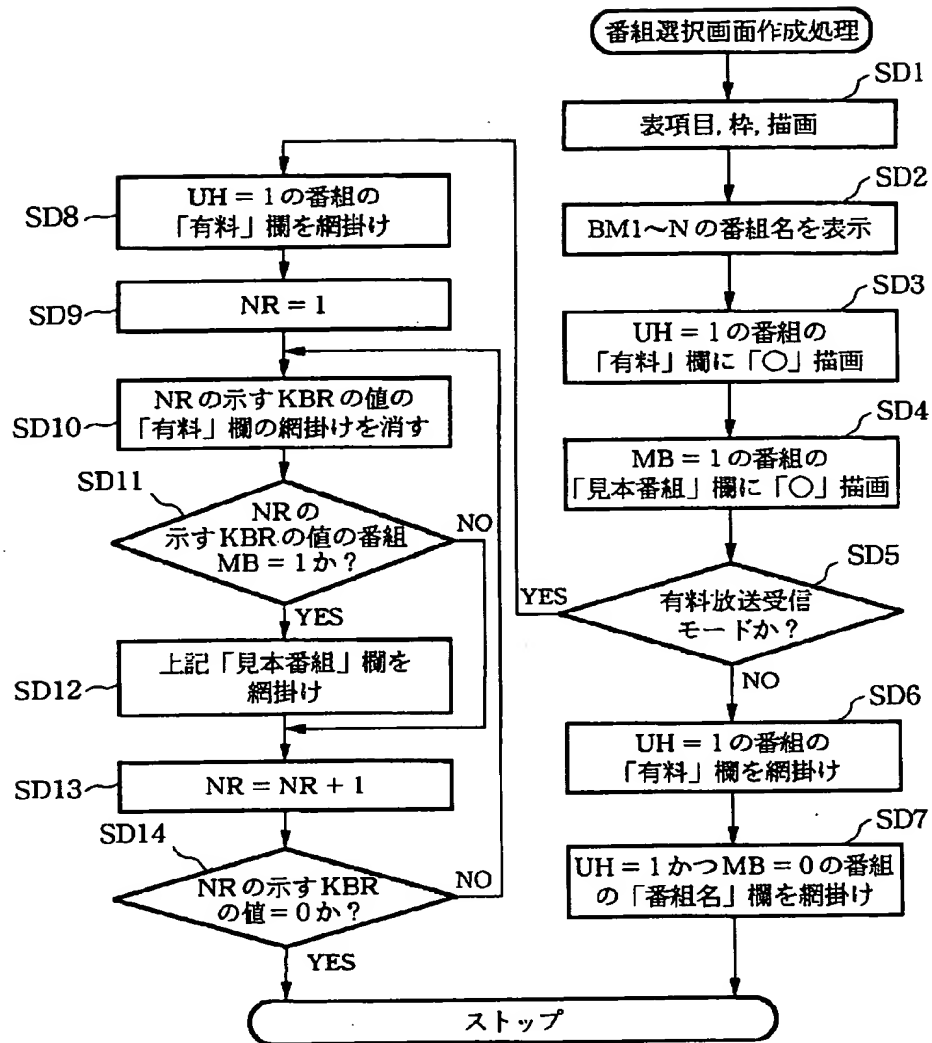 番組選択画面作成処理
SD1
表項目, 枠, 描画
SD2
BM1～Nの番組名を表示
SD3
UH = 1の番組の
「有料」欄に「○」描画
SD4
MB = 1の番組の
「見本番組」欄に「○」描画
SD5
有料放送受信
モードか？
YES
NO
SD6
UH = 1の番組の
「有料」欄を網掛け
SD7
UH = 1かつMB = 0の番組
の「番組名」欄を網掛け
SD8
UH = 1の番組の
「有料」欄を網掛け
SD9
NR = 1
SD10
NRの示すKBRの値の
「有料」欄の網掛けを消す
SD11
NRの
示すKBRの値の番組
MB = 1か？
NO
YES
SD12
上記「見本番組」欄を
網掛け
SD13
NR = NR + 1
SD14
NRの示すKBR
の値 = 0か？
NO
YES
ストップ